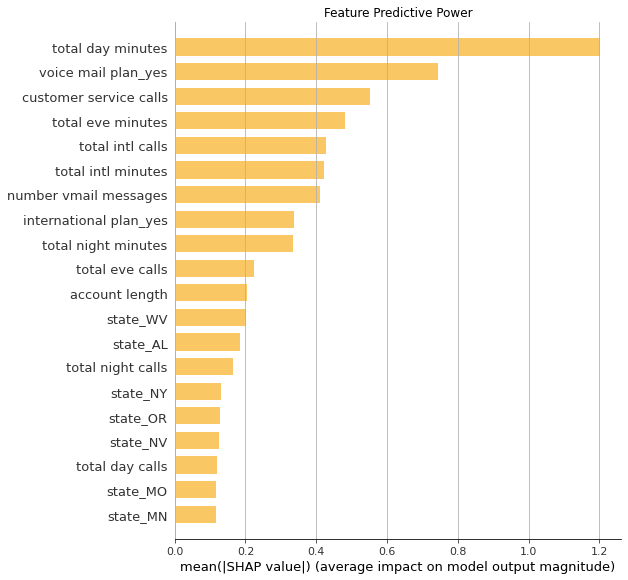 Feature Predictive Power
total day minutes
voice mail plan_yes
customer service calls
total eve minutes
total intl calls
total intl minutes
number vmail messages
international plan_yes
total night minutes
total eve calls
account length
state_WV
state_AL
total night calls
state_NY
state_OR
state_NV
total day calls
state_MO
state_MN
0.0 0.2 0.4 0.6 0.8 1.0 1.2
mean(|SHAP value|) (average impact on model output magnitude)